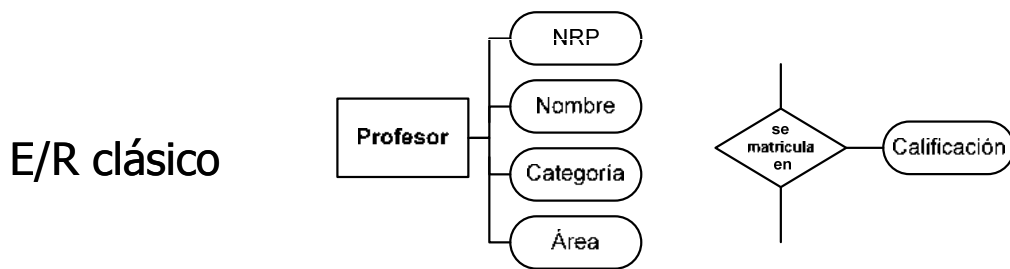 E/R clásico
Profesor
NRP
Nombre
Categoría
Área
se
matricula
en
Calificación